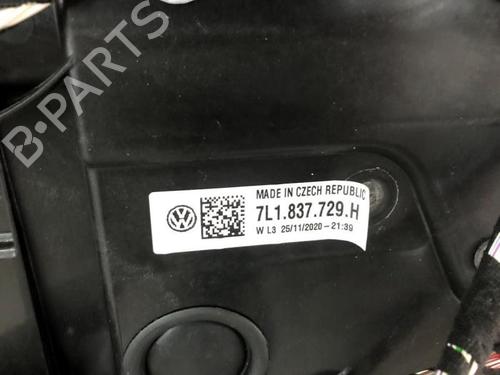 B-PARTS
MADE IN CZECH REPUBLIC
7L1.837.729.H
W L3 25/11/2020-21:39